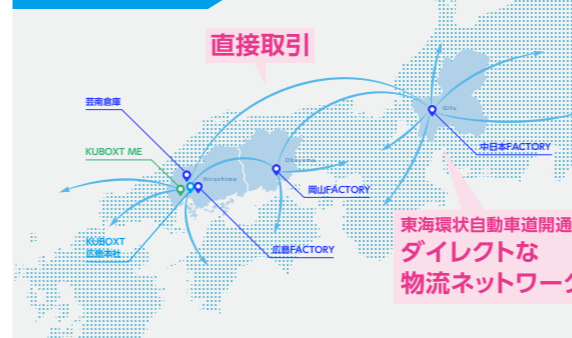 直接取引
芸南倉庫
KUBOXT ME
Hiroshima
Okayama
Gifu
中日本FACTORY
岡山FACTORY
KUBOXT
広島本社
広島FACTORY
東海環状自動車道開通
ダイレクトな
物流ネットワーク